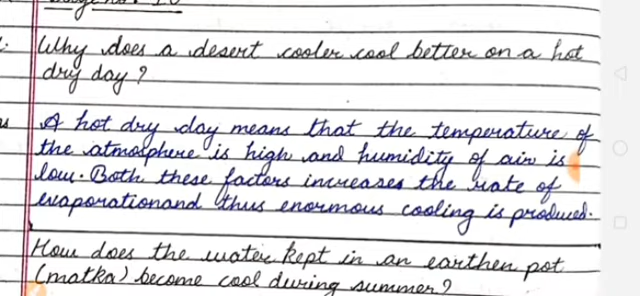 Why does a desert cooler cool better on a hot
dry day?
A hot dry day means that the temperature of
the atmosphere is high and humidity of air is
low. Both these factors increases the rate of
evaporationand thus enormous cooling is produced.
How does the water kept in an earthen pot
(matka) become cool during summer?